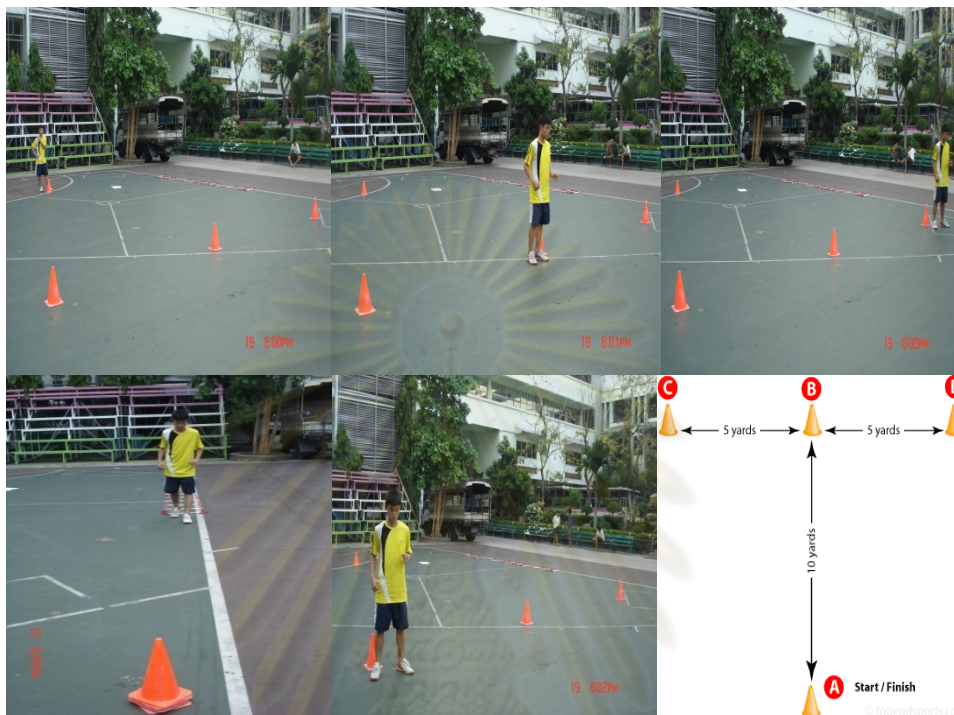 19 6:00PM
19 6:01PM
19 6:02PM
C
B
5 yards
5 yards
10 yards
19 6:02PM
A Start / Finish
© topendsports.co